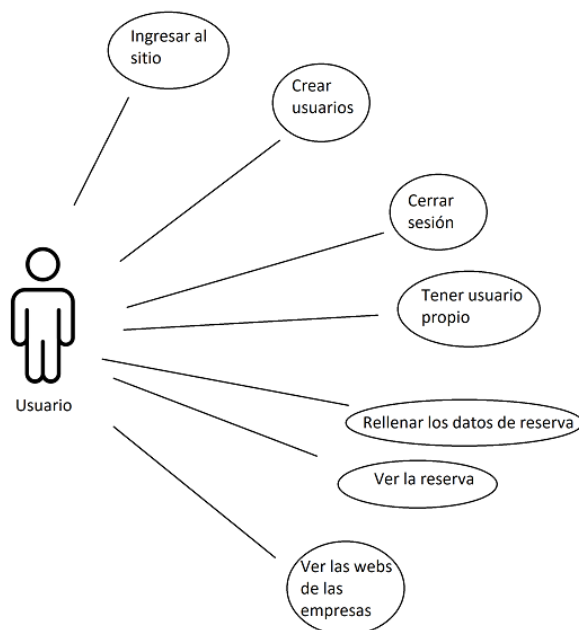 Ingresar al
sitio
Crear
usuarios
Cerrar
sesión
Tener usuario
propio
Usuario
Rellenar los datos de reserva
Ver la reserva
Ver las webs
de las
empresas